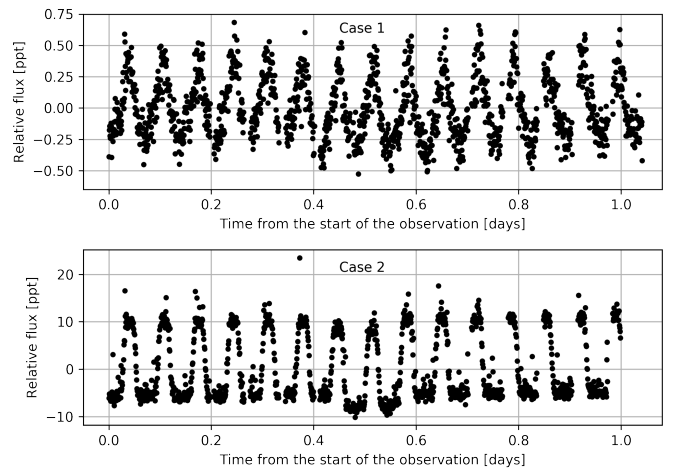 Case 1
0.75
0.50
0.25
0.00
−0.25
−0.50
Relative flux [ppt]
0.0 0.2 0.4 0.6 0.8 1.0
Time from the start of the observation [days]
Case 2
20
10
0
−10
Relative flux [ppt]
0.0 0.2 0.4 0.6 0.8 1.0
Time from the start of the observation [days]